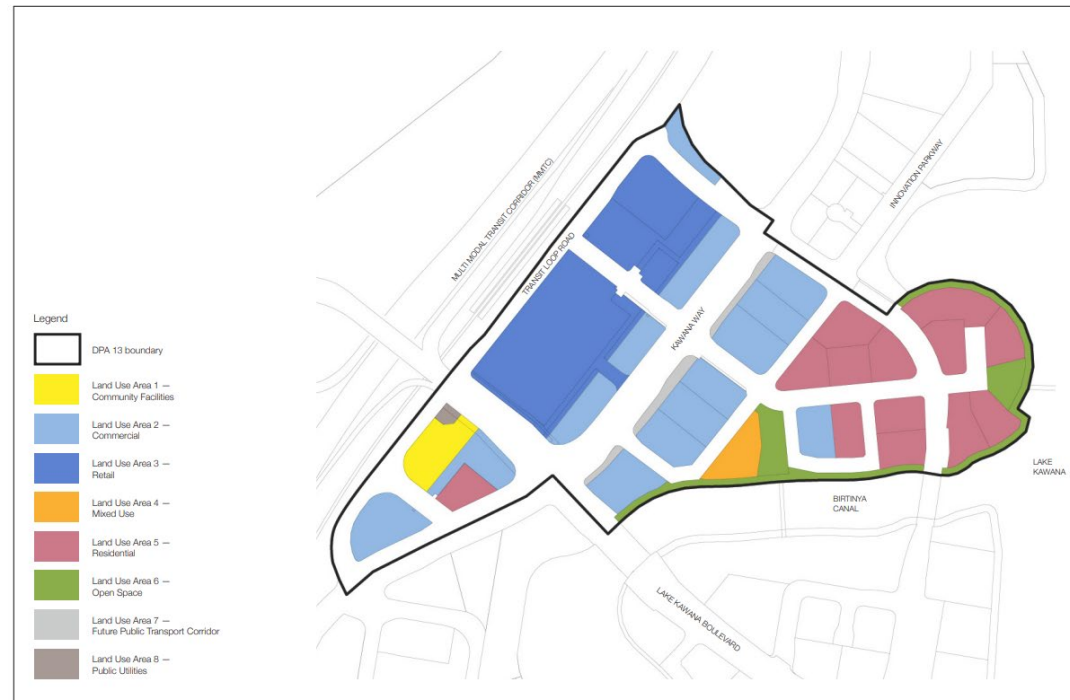 MULTI MODAL TRANSIT CORRIDOR (MMTC)
TRANSIT LOOP ROAD
INNOVATION PARKWAY
KAWANA WAY
Legend
DPA 13 boundary
Land Use Area 1 —
Community Facilities
Land Use Area 2 —
Commercial
Land Use Area 3 —
Retail
Land Use Area 4 —
Mixed Use
Land Use Area 5 —
Residential
Land Use Area 6 —
Open Space
Land Use Area 7 —
Future Public Transport Corridor
Land Use Area 8 —
Public Utilities
LAKE
KAWANA
BIRTINYA
CANAL
LAKE KAWANA BOULEVARD